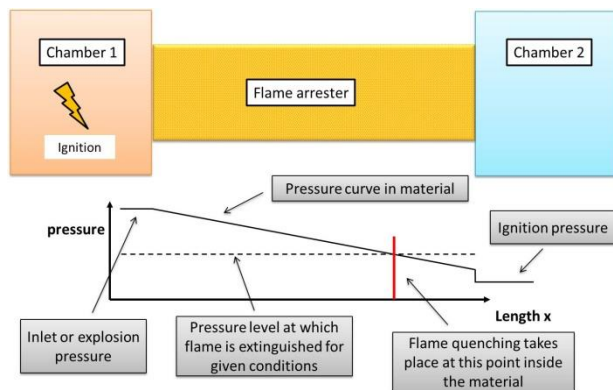 Chamber 1
Flame arrester
Chamber 2
Ignition
Pressure curve in material
pressure
Ignition pressure
Length x
Inlet or explosion
pressure
Pressure level at which
flame is extinguished for
given conditions
Flame quenching takes
place at this point inside
the material